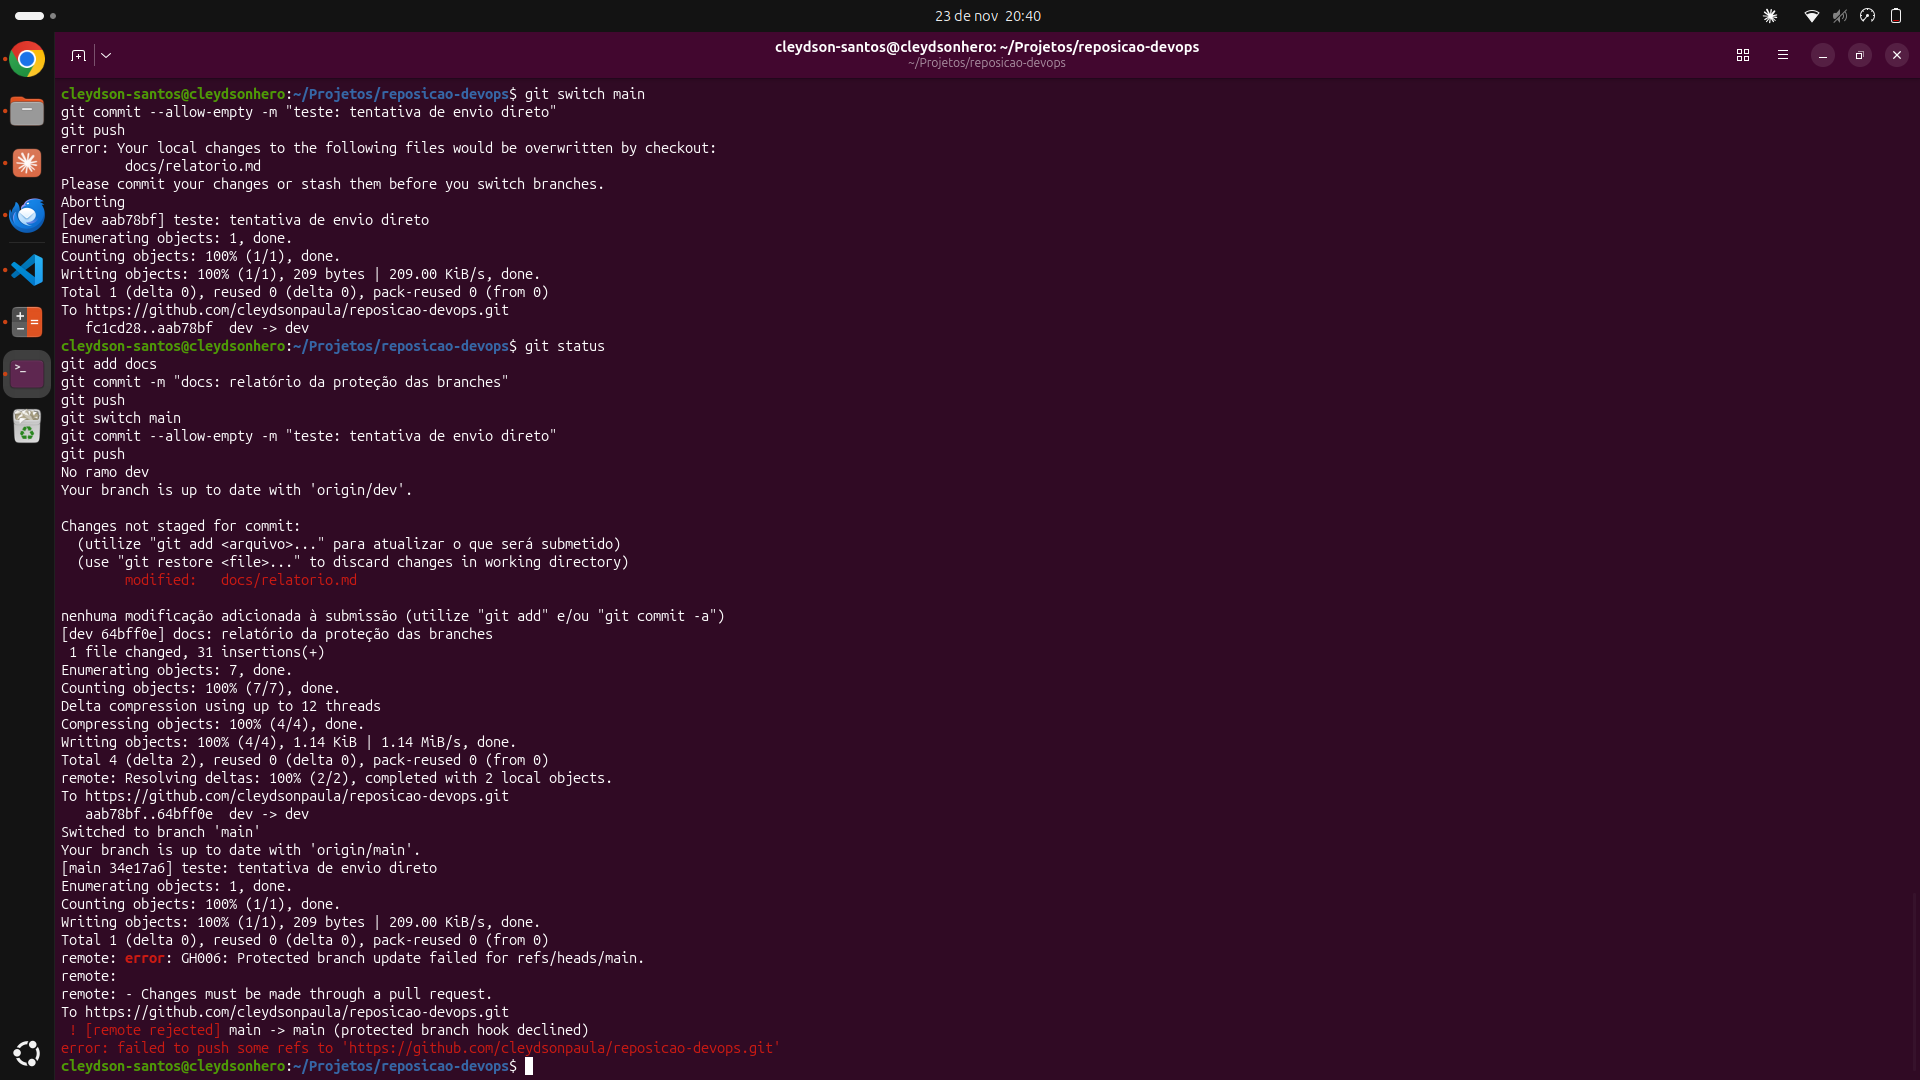 23 de nov 20:40
cleydson-santos@cleydsonhero: ~/Projetos/reposicao-devops
~/Projetos/reposicao-devops
cleydson-santos@cleydsonhero:~/Projetos/reposicao-devops$ git switch main
git commit --allow-empty -m "teste: tentativa de envio direto"
git push
error: Your local changes to the following files would be overwritten by checkout:
        docs/relatorio.md
Please commit your changes or stash them before you switch branches.
Aborting
[dev aab78bf] teste: tentativa de envio direto
Enumerating objects: 1, done.
Counting objects: 100% (1/1), done.
Writing objects: 100% (1/1), 209 bytes | 209.00 KiB/s, done.
Total 1 (delta 0), reused 0 (delta 0), pack-reused 0 (from 0)
To https://github.com/cleydsonpaula/reposicao-devops.git
   fc1cd28..aab78bf  dev -> dev
cleydson-santos@cleydsonhero:~/Projetos/reposicao-devops$ git status
git add docs
git commit -m "docs: relatório da proteção das branches"
git push
git switch main
git commit --allow-empty -m "teste: tentativa de envio direto"
git push
No ramo dev
Your branch is up to date with 'origin/dev'.
Changes not staged for commit:
  (utilize "git add <arquivo>..." para atualizar o que será submetido)
  (use "git restore <file>..." to discard changes in working directory)
        modified:   docs/relatorio.md
nenhuma modificação adicionada à submissão (utilize "git add" e/ou "git commit -a")
[dev 64bff0e] docs: relatório da proteção das branches
 1 file changed, 31 insertions(+)
Enumerating objects: 7, done.
Counting objects: 100% (7/7), done.
Delta compression using up to 12 threads
Compressing objects: 100% (4/4), done.
Writing objects: 100% (4/4), 1.14 KiB | 1.14 MiB/s, done.
Total 4 (delta 2), reused 0 (delta 0), pack-reused 0 (from 0)
remote: Resolving deltas: 100% (2/2), completed with 2 local objects.
To https://github.com/cleydsonpaula/reposicao-devops.git
   aab78bf..64bff0e  dev -> dev
Switched to branch 'main'
Your branch is up to date with 'origin/main'.
[main 34e17a6] teste: tentativa de envio direto
Enumerating objects: 1, done.
Counting objects: 100% (1/1), done.
Writing objects: 100% (1/1), 209 bytes | 209.00 KiB/s, done.
Total 1 (delta 0), reused 0 (delta 0), pack-reused 0 (from 0)
remote: error: GH006: Protected branch update failed for refs/heads/main.
remote:
remote: - Changes must be made through a pull request.
To https://github.com/cleydsonpaula/reposicao-devops.git
 ! [remote rejected] main -> main (protected branch hook declined)
error: failed to push some refs to 'https://github.com/cleydsonpaula/reposicao-devops.git'
cleydson-santos@cleydsonhero:~/Projetos/reposicao-devops$